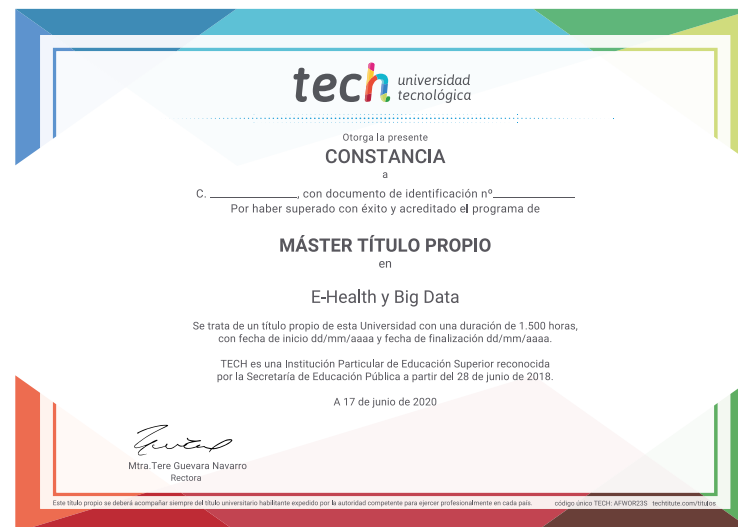 tech universidad
tecnológica
Otorga la presente
CONSTANCIA
a
C. ______________, con documento de identificación nº_____________
Por haber superado con éxito y acreditado el programa de
MÁSTER TÍTULO PROPIO
en
E-Health y Big Data
Se trata de un título propio de esta Universidad con una duración de 1.500 horas,
con fecha de inicio dd/mm/aaaa y fecha de finalización dd/mm/aaaa.
TECH es una Institución Particular de Educación Superior reconocida
por la Secretaría de Educación Pública a partir del 28 de junio de 2018.
A 17 de junio de 2020
Mtra.Tere Guevara Navarro
Rectora
Este título propio se deberá acompañar siempre del título universitario habilitante expedido por la autoridad competente para ejercer profesionalmente en cada país. código único TECH: AFWOR23S techtitute.com/titulos